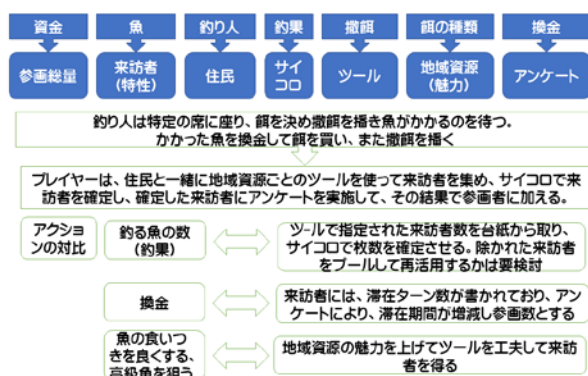 資金 魚 釣り人 釣果 撒餌 餌の種類 換金
参画総量 来訪者 住民 サイ ツール 地域資源 アンケート
(特性) コロ (魅力)
釣り人は特定の席に座り、餌を決め撒餌を播き魚がかかるのを待つ。
かかった魚を換金して餌を買い、また撒餌を播く
プレイヤーは、住民と一緒に地域資源ごとのツールを使って来訪者を集め、サイコロで来
訪者を確定し、確定した来訪者にアンケートを実施して、その結果で参画者に加える。
アクショ
ンの対比
釣る魚の数
(釣果)
ツールで指定された来訪者数を台紙から取り、
サイコロで枚数を確定させる。除かれた来訪者
をプールして再活用するかは要検討
換金
来訪者には、滞在ターン数が書かれており、アン
ケートにより、滞在期間が増減し参画数とする
魚の食いつ
きを良くする、
高級魚を狙う
地域資源の魅力を上げてツールを工夫して来訪
者を得る